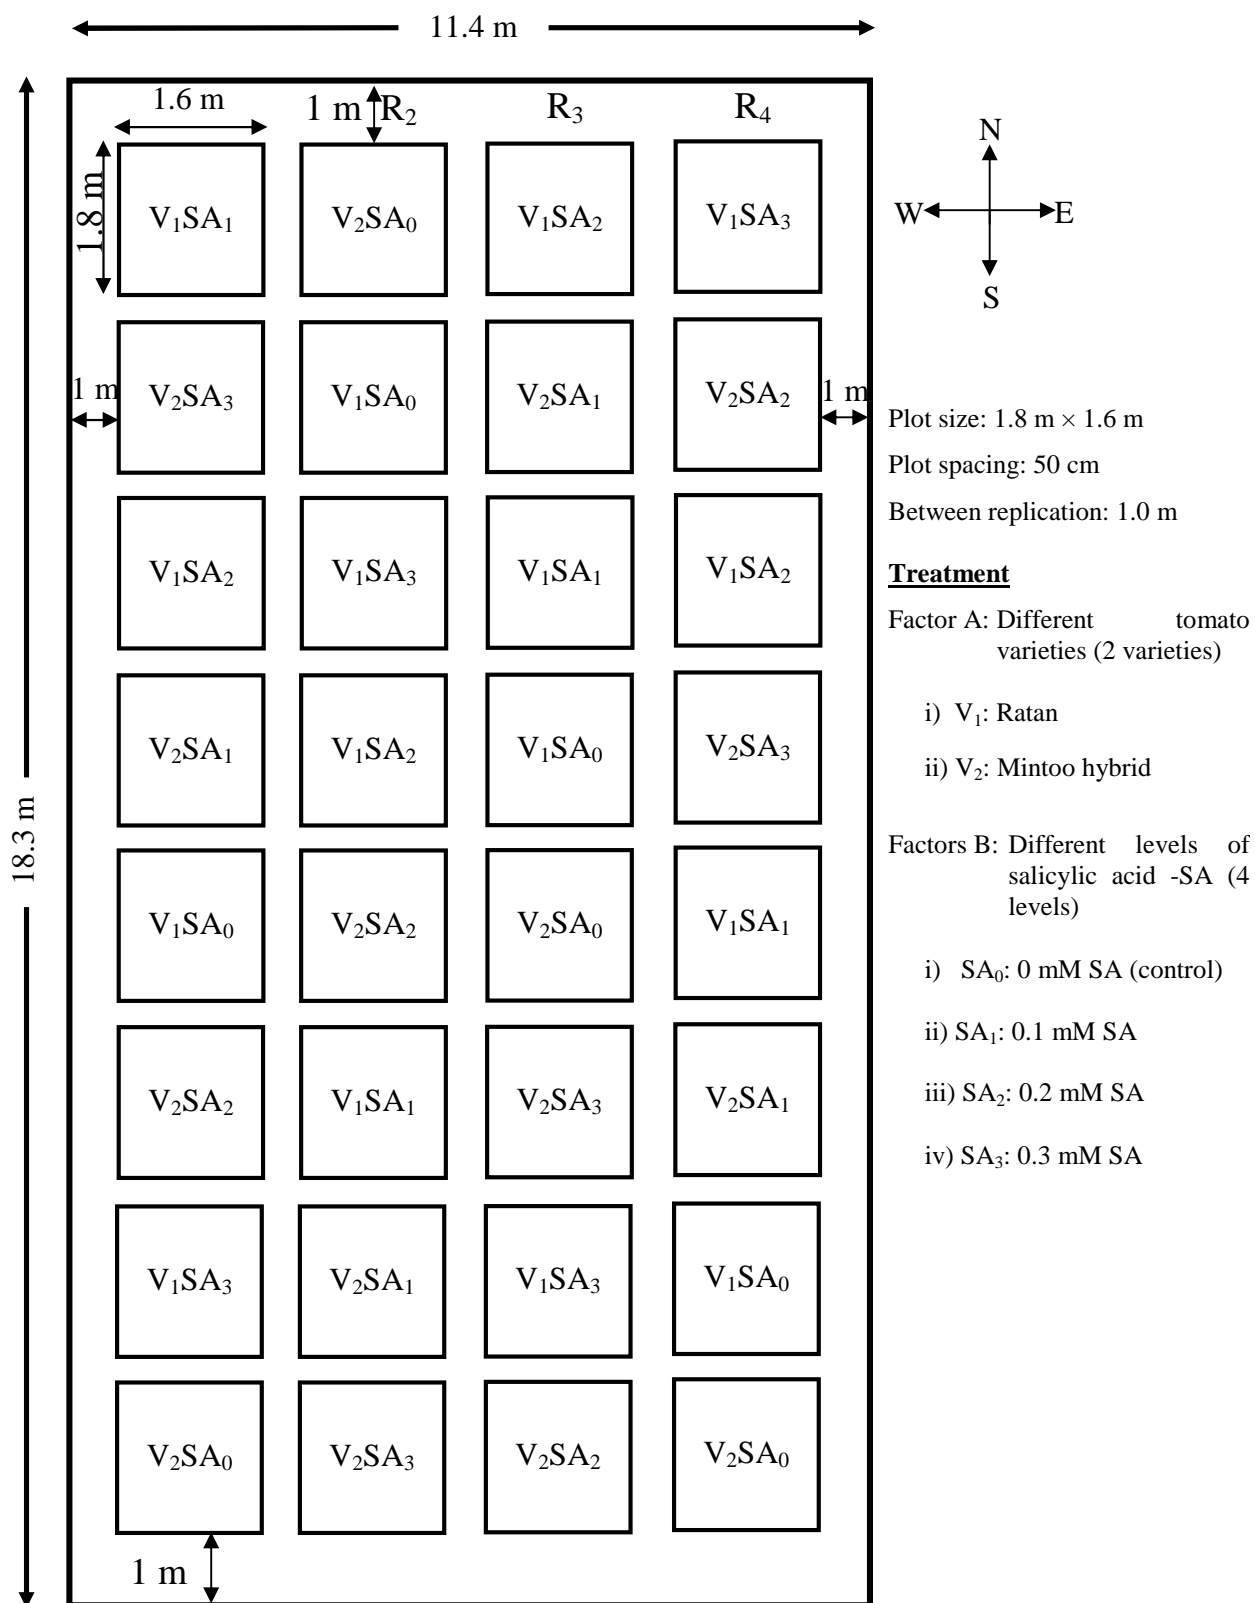 11.4 m
1.6 m
1 m
R₂
R₃
R₄
1.8 m
V₁SA₁
V₂SA₀
V₁SA₂
V₁SA₃
1 m
V₂SA₃
V₁SA₀
V₂SA₁
V₂SA₂
1 m
V₁SA₂
V₁SA₃
V₁SA₁
V₁SA₂
V₂SA₁
V₁SA₂
V₁SA₀
V₂SA₃
18.3 m
V₁SA₀
V₂SA₂
V₂SA₀
V₁SA₁
V₂SA₂
V₁SA₁
V₂SA₃
V₂SA₁
V₁SA₃
V₂SA₁
V₁SA₃
V₁SA₀
V₂SA₀
V₂SA₃
V₂SA₂
V₂SA₀
1 m
N
W
E
S
Plot size: 1.8 m × 1.6 m
Plot spacing: 50 cm
Between replication: 1.0 m
Treatment
Factor A: Different tomato
varieties (2 varieties)
i) V₁: Ratan
ii) V₂: Mintoo hybrid
Factors B: Different levels of
salicylic acid -SA (4
levels)
i) SA₀: 0 mM SA (control)
ii) SA₁: 0.1 mM SA
iii) SA₂: 0.2 mM SA
iv) SA₃: 0.3 mM SA